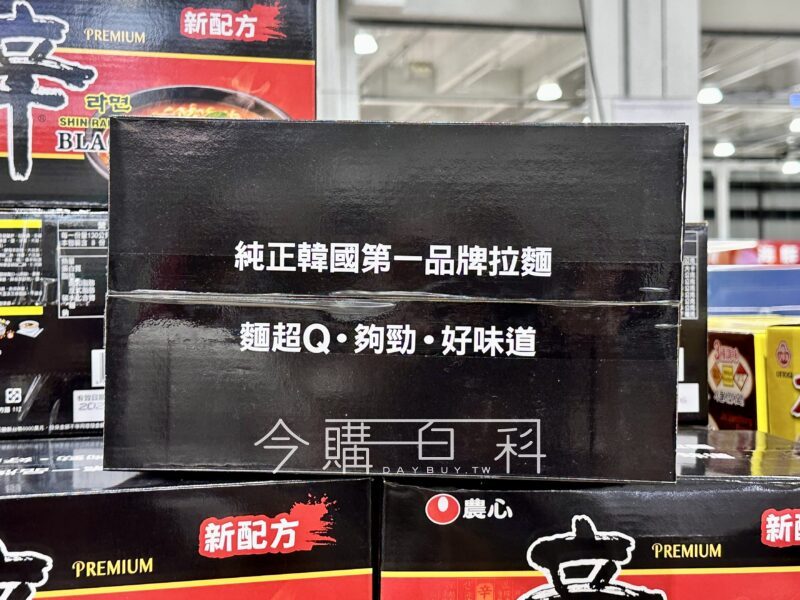 PREMIUM
新配方
辛
라면
SHIN RA
BLA
純正韓國第一品牌拉麵
麵超Q・夠勁・好味道
今購百科
DAYBUY.TW
新配方
PREMIUM
農心
辛
PREMIUM
新配